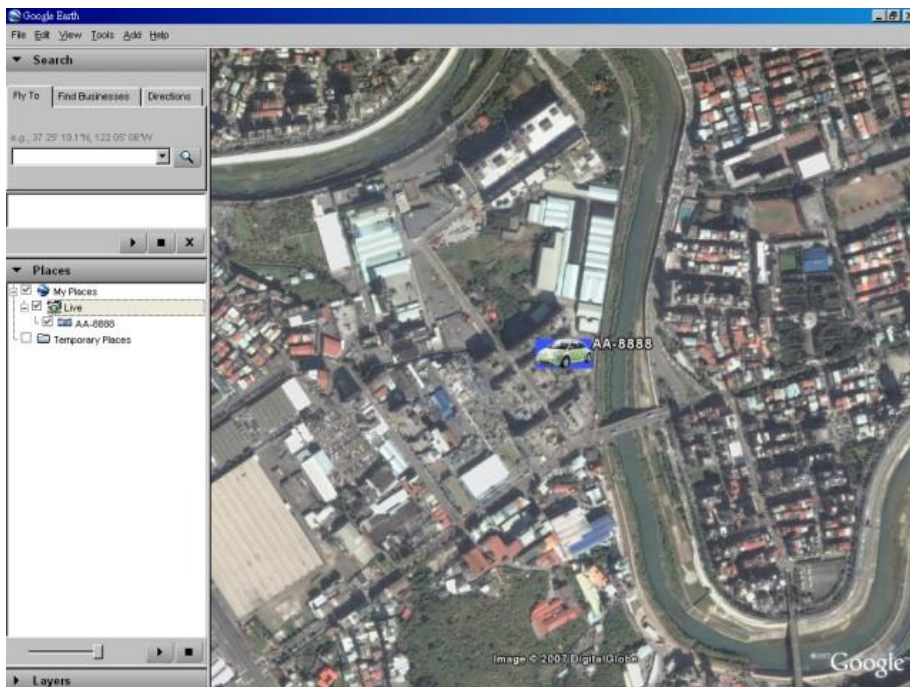 Google Earth
File Edit View Tools Add Help
Search
Fly To Find Businesses Directions
e.g., 37 25' 19.1"N, 122 05' 06"W
Places
My Places
Live
AA-8888
Temporary Places
Layers
AA-8888
Image © 2007 DigitalGlobe
©2007 Google